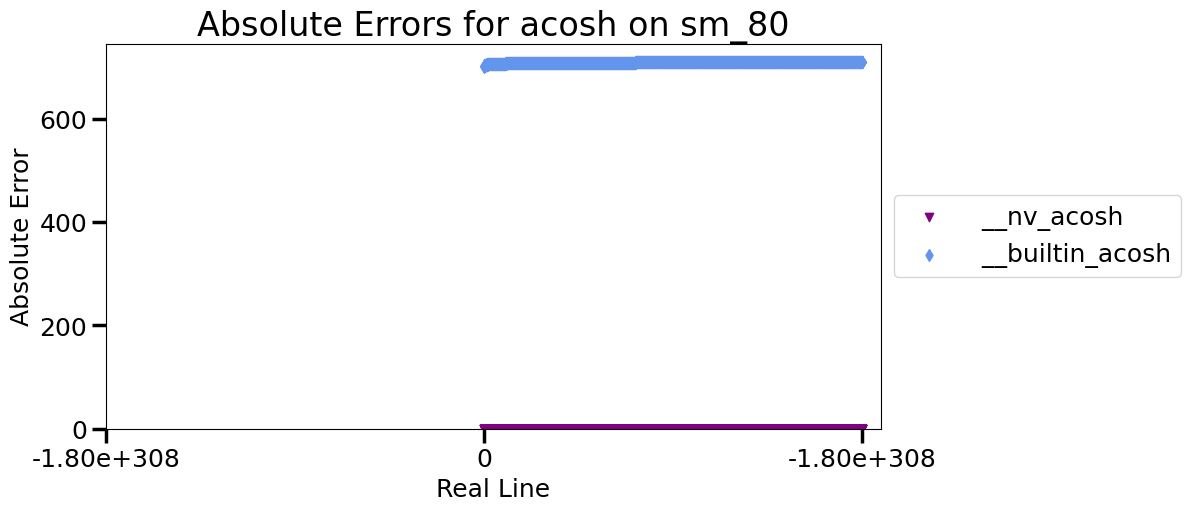 Absolute Errors for acosh on sm_80
Absolute Error
600
400
200
0
-1.80e+308
0
-1.80e+308
Real Line
__nv_acosh
__builtin_acosh